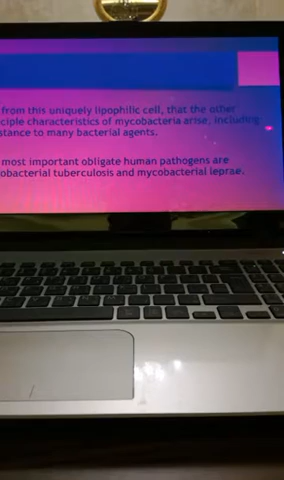 from this uniquely lipophilic cell, that the other
ciple characteristics of mycobacteria arise, including
stance to many bacterial agents.
most important obligate human pathogens are
obacterial tuberculosis and mycobacterial leprae.